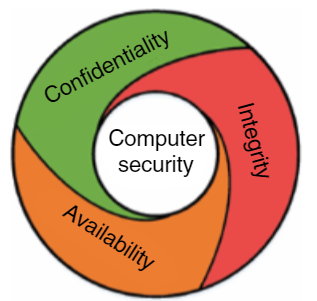 Confidentiality
Integrity
Computer
security
Availability